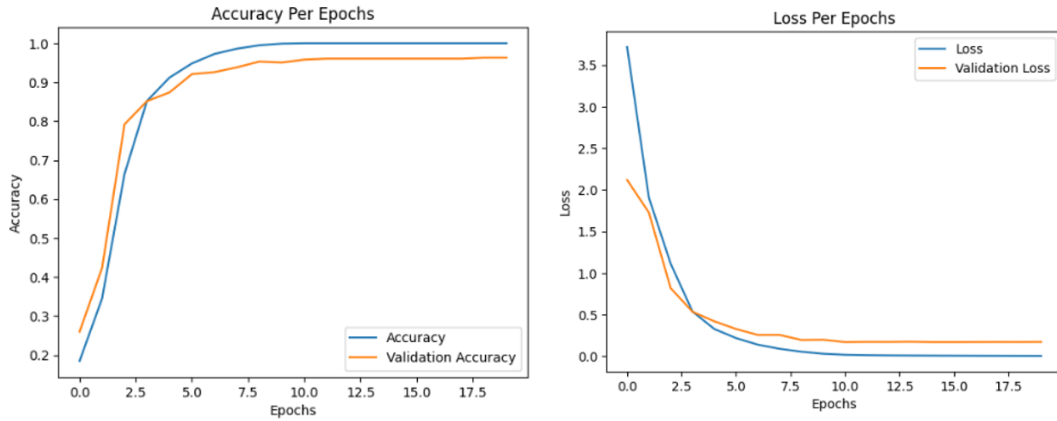 Accuracy Per Epochs
1.0
0.9
0.8
0.7
0.6
0.5
0.4
0.3
0.2
Accuracy
Accuracy
Validation Accuracy
0.0 2.5 5.0 7.5 10.0 12.5 15.0 17.5
Epochs
Loss Per Epochs
3.5
3.0
2.5
2.0
1.5
1.0
0.5
0.0
Loss
Loss
Validation Loss
0.0 2.5 5.0 7.5 10.0 12.5 15.0 17.5
Epochs